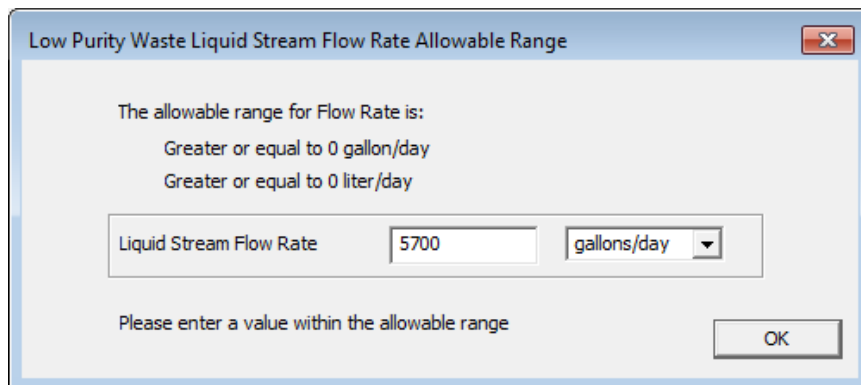 Low Purity Waste Liquid Stream Flow Rate Allowable Range
The allowable range for Flow Rate is:
Greater or equal to 0 gallon/day
Greater or equal to 0 liter/day
Liquid Stream Flow Rate 5700 gallons/day
Please enter a value within the allowable range
OK